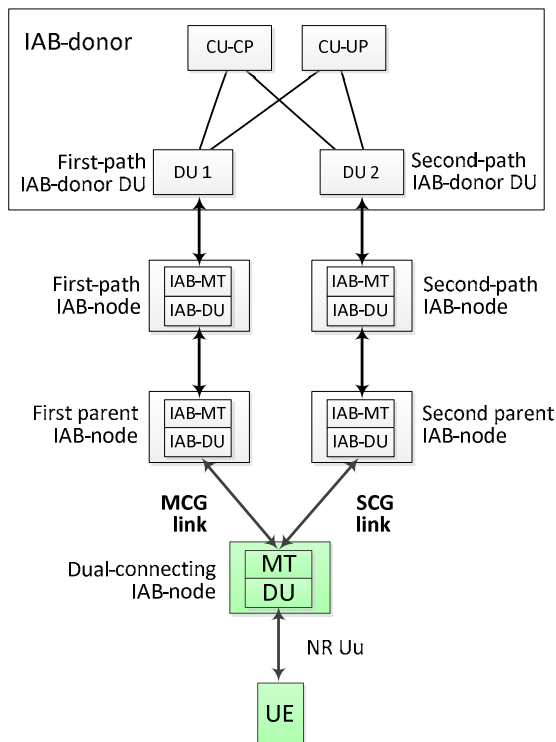 IAB-donor
CU-CP
CU-UP
First-path
IAB-donor DU
DU 1
DU 2
Second-path
IAB-donor DU
First-path
IAB-node
IAB-MT
IAB-DU
IAB-MT
IAB-DU
Second-path
IAB-node
First parent
IAB-node
IAB-MT
IAB-DU
IAB-MT
IAB-DU
Second parent
IAB-node
MCG
link
SCG
link
Dual-connecting
IAB-node
MT
DU
NR Uu
UE